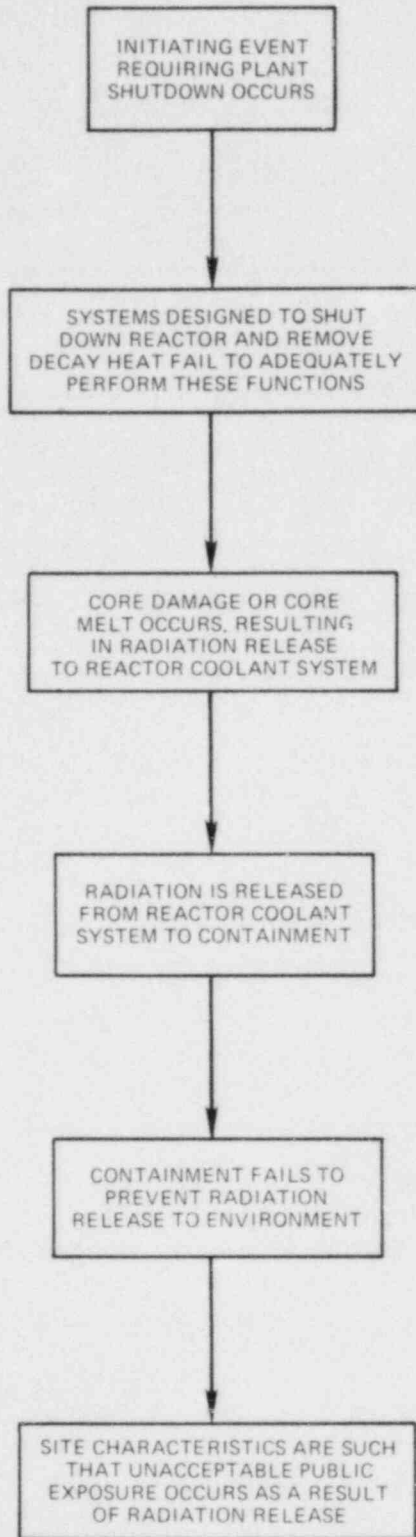 INITIATING EVENT
REQUIRING PLANT
SHUTDOWN OCCURS
SYSTEMS DESIGNED TO SHUT
DOWN REACTOR AND REMOVE
DECAY HEAT FAIL TO ADEQUATELY
PERFORM THESE FUNCTIONS
CORE DAMAGE OR CORE
MELT OCCURS, RESULTING
IN RADIATION RELEASE
TO REACTOR COOLANT SYSTEM
RADIATION IS RELEASED
FROM REACTOR COOLANT
SYSTEM TO CONTAINMENT
CONTAINMENT FAILS TO
PREVENT RADIATION
RELEASE TO ENVIRONMENT
SITE CHARACTERISTICS ARE SUCH
THAT UNACCEPTABLE PUBLIC
EXPOSURE OCCURS AS A RESULT
OF RADIATION RELEASE